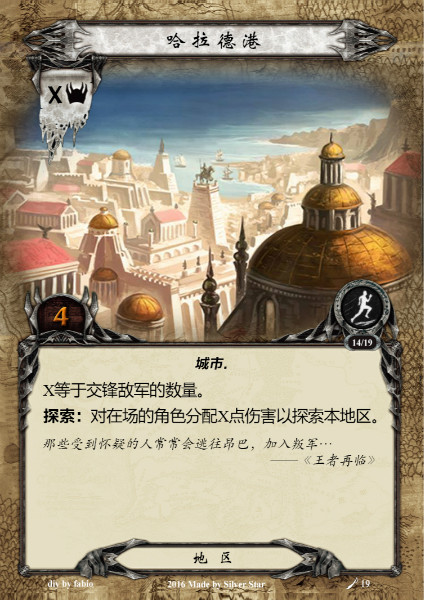 哈拉德港
X
4
14/19
城市.
X等于交锋敌军的数量。
探索：对在场的角色分配X点伤害以探索本地区。
那些受到怀疑的人常常会逃往昂巴，加入叛军…
——《王者再临》
地 区
diy by fabio 2016 Made by Silver Star 19